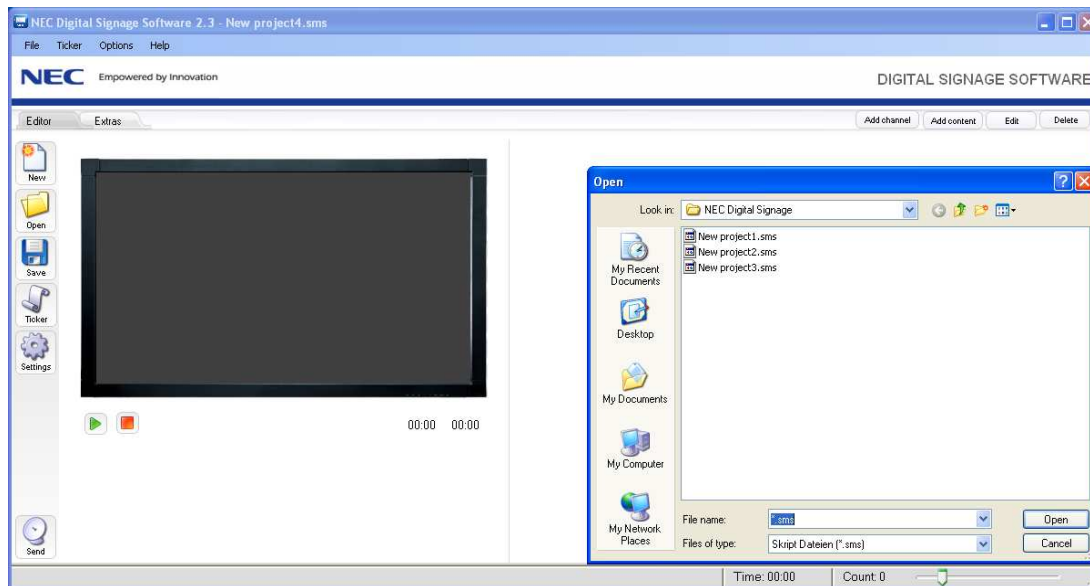 NEC Digital Signage Software 2.3 - New project4.sms
File Ticker Options Help
NEC Empowered by Innovation
DIGITAL SIGNAGE SOFTWARE
Editor Extras
Add channel Add content Edit Delete
New
Open
Save
Ticker
Settings
Send
00:00 00:00
Open
Look in: NEC Digital Signage
My Recent
Documents
Desktop
My Documents
My Computer
My Network
Places
New project1.sms
New project2.sms
New project3.sms
File name: *.sms Open
Files of type: Skript Dateien (*.sms) Cancel
Time: 00:00 Count: 0